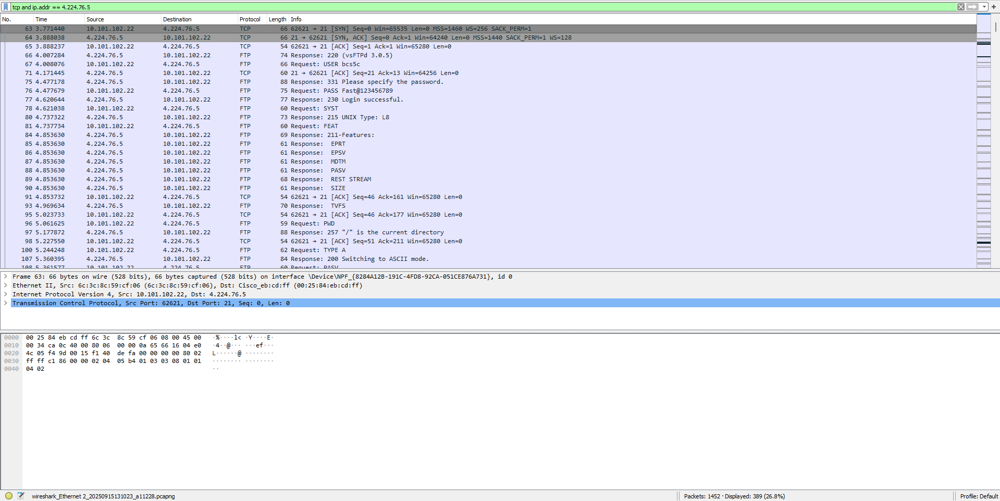 tcp and ip.addr == 4.224.76.5
No. Time Source Destination Protocol Length Info
63 3.771440 10.101.102.22 4.224.76.5 TCP 66 62621 → 21 [SYN] Seq=0 Win=65535 Len=0 MSS=1460 WS=256 SACK_PERM=1
64 3.888038 4.224.76.5 10.101.102.22 TCP 66 21 → 62621 [SYN, ACK] Seq=0 Ack=1 Win=64240 Len=0 MSS=1440 SACK_PERM=1 WS=128
65 3.888237 10.101.102.22 4.224.76.5 TCP 54 62621 → 21 [ACK] Seq=1 Ack=1 Win=65280 Len=0
66 4.007284 4.224.76.5 10.101.102.22 FTP 74 Response: 220 (vsFTPd 3.0.5)
67 4.008076 10.101.102.22 4.224.76.5 FTP 66 Request: USER bcs5c
71 4.171445 4.224.76.5 10.101.102.22 TCP 60 21 → 62621 [ACK] Seq=21 Ack=13 Win=64256 Len=0
75 4.477178 4.224.76.5 10.101.102.22 FTP 88 Response: 331 Please specify the password.
76 4.477679 10.101.102.22 4.224.76.5 FTP 75 Request: PASS Fast@123456789
77 4.620644 4.224.76.5 10.101.102.22 FTP 77 Response: 230 Login successful.
78 4.621038 10.101.102.22 4.224.76.5 FTP 60 Request: SYST
80 4.737322 4.224.76.5 10.101.102.22 FTP 73 Response: 215 UNIX Type: L8
81 4.737734 10.101.102.22 4.224.76.5 FTP 60 Request: FEAT
84 4.853630 4.224.76.5 10.101.102.22 FTP 69 Response: 211-Features:
85 4.853630 4.224.76.5 10.101.102.22 FTP 61 Response:  EPRT
86 4.853630 4.224.76.5 10.101.102.22 FTP 61 Response:  EPSV
87 4.853630 4.224.76.5 10.101.102.22 FTP 61 Response:  MDTM
88 4.853630 4.224.76.5 10.101.102.22 FTP 61 Response:  PASV
89 4.853630 4.224.76.5 10.101.102.22 FTP 68 Response:  REST STREAM
90 4.853630 4.224.76.5 10.101.102.22 FTP 61 Response:  SIZE
91 4.853732 10.101.102.22 4.224.76.5 TCP 54 62621 → 21 [ACK] Seq=46 Ack=161 Win=65280 Len=0
93 4.969634 4.224.76.5 10.101.102.22 FTP 70 Response:  TVFS
95 5.023733 10.101.102.22 4.224.76.5 TCP 54 62621 → 21 [ACK] Seq=46 Ack=177 Win=65280 Len=0
96 5.061625 10.101.102.22 4.224.76.5 FTP 59 Request: PWD
97 5.177872 4.224.76.5 10.101.102.22 FTP 88 Response: 257 "/" is the current directory
98 5.227550 10.101.102.22 4.224.76.5 TCP 54 62621 → 21 [ACK] Seq=51 Ack=211 Win=65280 Len=0
100 5.244248 10.101.102.22 4.224.76.5 FTP 62 Request: TYPE A
107 5.360395 4.224.76.5 10.101.102.22 FTP 84 Response: 200 Switching to ASCII mode.
108 5.361577 10.101.102.22 4.224.76.5 FTP 60 Request: PASV
Frame 63: 66 bytes on wire (528 bits), 66 bytes captured (528 bits) on interface \Device\NPF_{8284A12B-191C-4FD8-92CA-051CE876A731}, id 0
Ethernet II, Src: 6c:3c:8c:59:cf:06 (6c:3c:8c:59:cf:06), Dst: Cisco_eb:cd:ff (00:25:84:eb:cd:ff)
Internet Protocol Version 4, Src: 10.101.102.22, Dst: 4.224.76.5
Transmission Control Protocol, Src Port: 62621, Dst Port: 21, Seq: 0, Len: 0
0000 00 25 84 eb cd ff 6c 3c 8c 59 cf 06 08 00 45 00 ·%····l< ·Y····E·
0010 00 34 ca 0c 40 00 80 06 00 00 0a 65 66 16 04 e0 ·4··@··· ···ef···
0020 4c 05 f4 9d 00 15 f1 40 de fa 00 00 00 00 80 02 L······@ ········
0030 ff ff c1 86 00 00 02 04 05 b4 01 03 03 08 01 01 ········ ········
0040 04 02 ··
wireshark_Ethernet 2_20250915131023_a11228.pcapng Packets: 1452 · Displayed: 389 (26.8%) Profile: Default